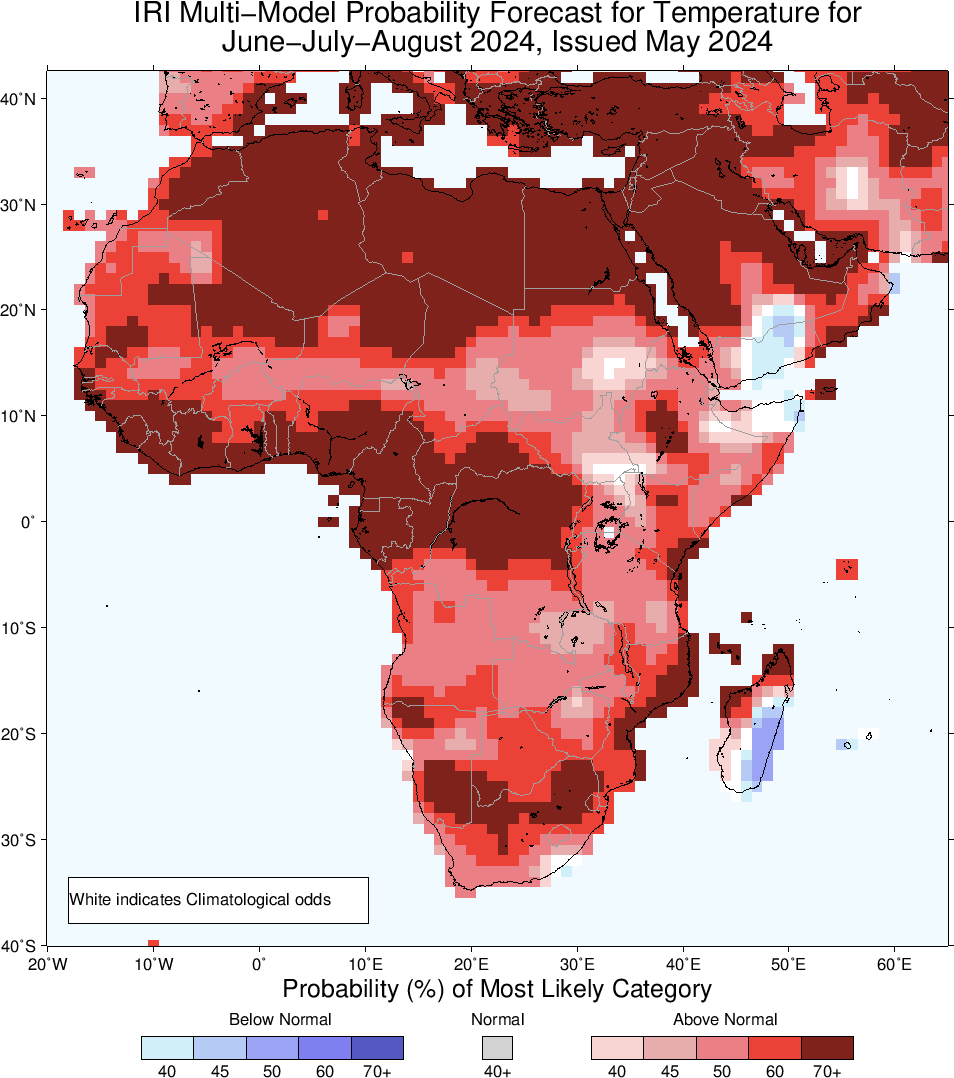 IRI Multi−Model Probability Forecast for Temperature for
June−July−August 2024, Issued May 2024
40˚N
30˚N
20˚N
10˚N
0˚
10˚S
20˚S
30˚S
40˚S
White indicates Climatological odds
20˚W 10˚W 0˚ 10˚E 20˚E 30˚E 40˚E 50˚E 60˚E
Probability (%) of Most Likely Category
Below Normal Normal Above Normal
40 45 50 60 70+ 40+ 40 45 50 60 70+